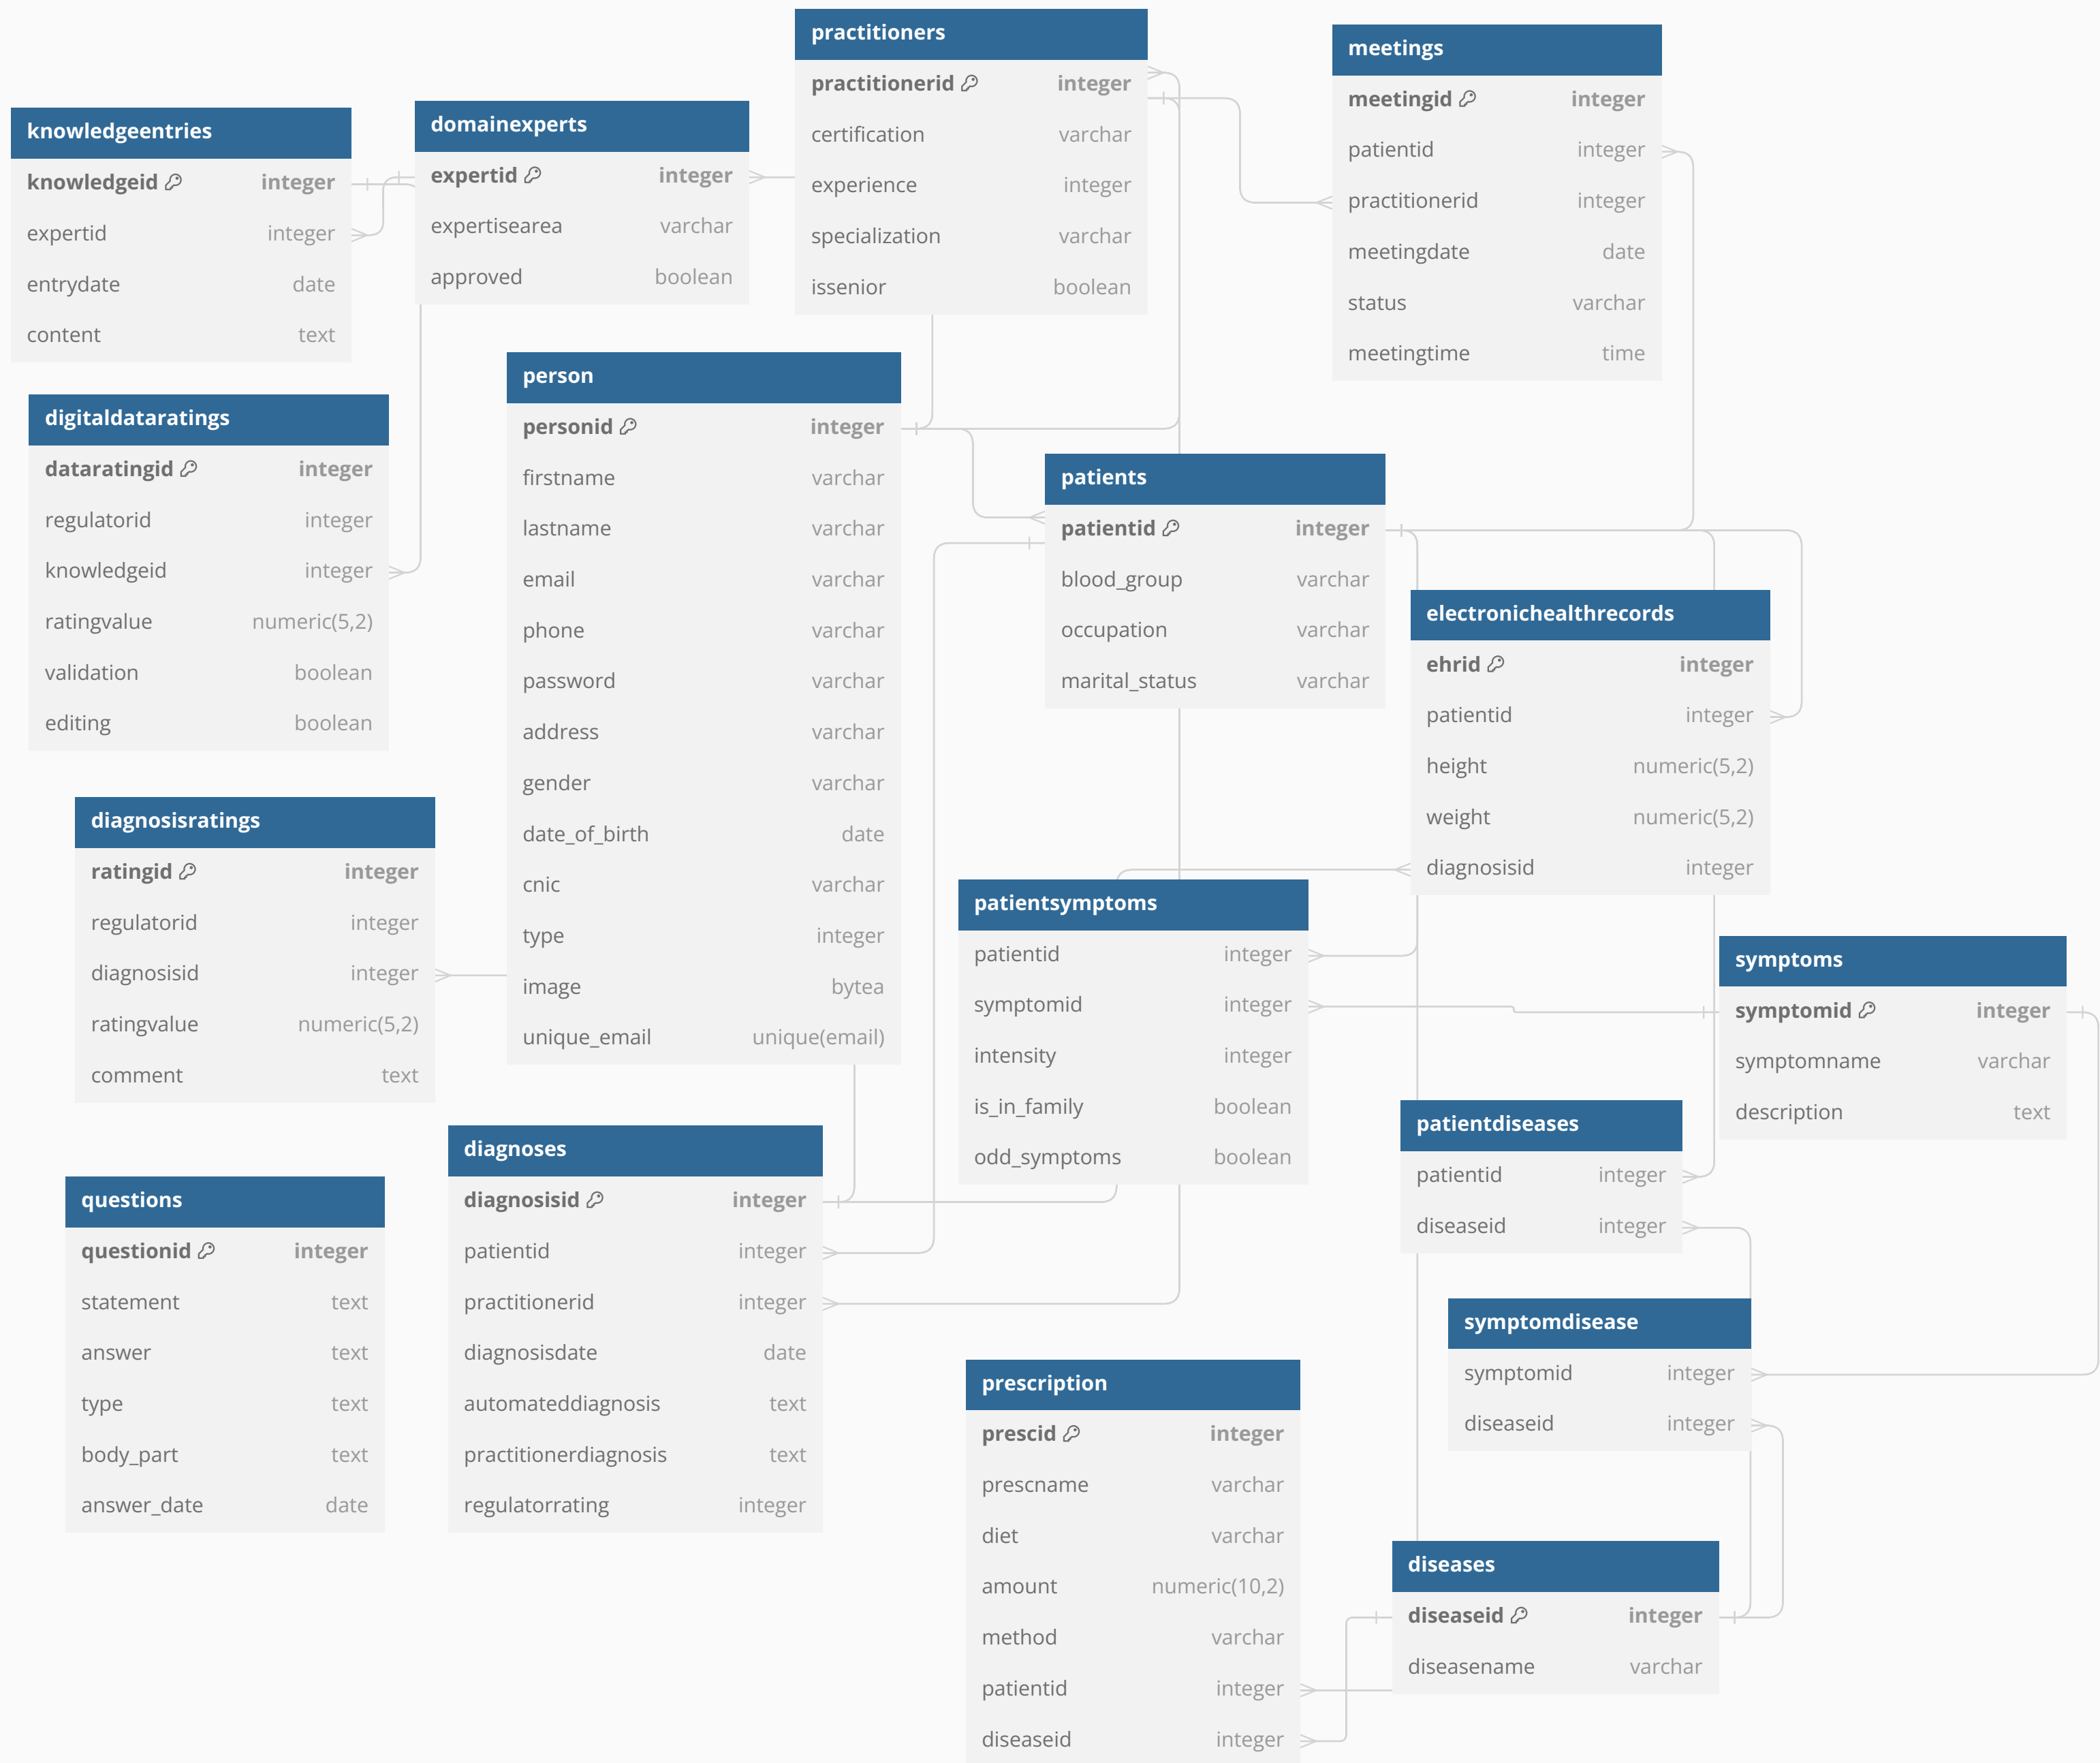 practitioners
practitionerid integer
certification varchar
experience integer
specialization varchar
issenior boolean
meetings
meetingid integer
patientid integer
practitionerid integer
meetingdate date
status varchar
meetingtime time
knowledgeentries
knowledgeid integer
expertid integer
entrydate date
content text
domainexperts
expertid integer
expertisearea varchar
approved boolean
person
personid integer
firstname varchar
lastname varchar
email varchar
phone varchar
password varchar
address varchar
gender varchar
date_of_birth date
cnic varchar
type integer
image bytea
unique_email unique(email)
digitaldataratings
dataratingid integer
regulatorid integer
knowledgeid integer
ratingvalue numeric(5,2)
validation boolean
editing boolean
patients
patientid integer
blood_group varchar
occupation varchar
marital_status varchar
electronichealthrecords
ehrid integer
patientid integer
height numeric(5,2)
weight numeric(5,2)
diagnosisid integer
diagnosisratings
ratingid integer
regulatorid integer
diagnosisid integer
ratingvalue numeric(5,2)
comment text
patientsymptoms
patientid integer
symptomid integer
intensity integer
is_in_family boolean
odd_symptoms boolean
symptoms
symptomid integer
symptomname varchar
description text
patientdiseases
patientid integer
diseaseid integer
diagnoses
diagnosisid integer
patientid integer
practitionerid integer
diagnosisdate date
automateddiagnosis text
practitionerdiagnosis text
regulatorrating integer
questions
questionid integer
statement text
answer text
type text
body_part text
answer_date date
symptomdisease
symptomid integer
diseaseid integer
prescription
prescid integer
prescname varchar
diet varchar
amount numeric(10,2)
method varchar
patientid integer
diseaseid integer
diseases
diseaseid integer
diseasename varchar